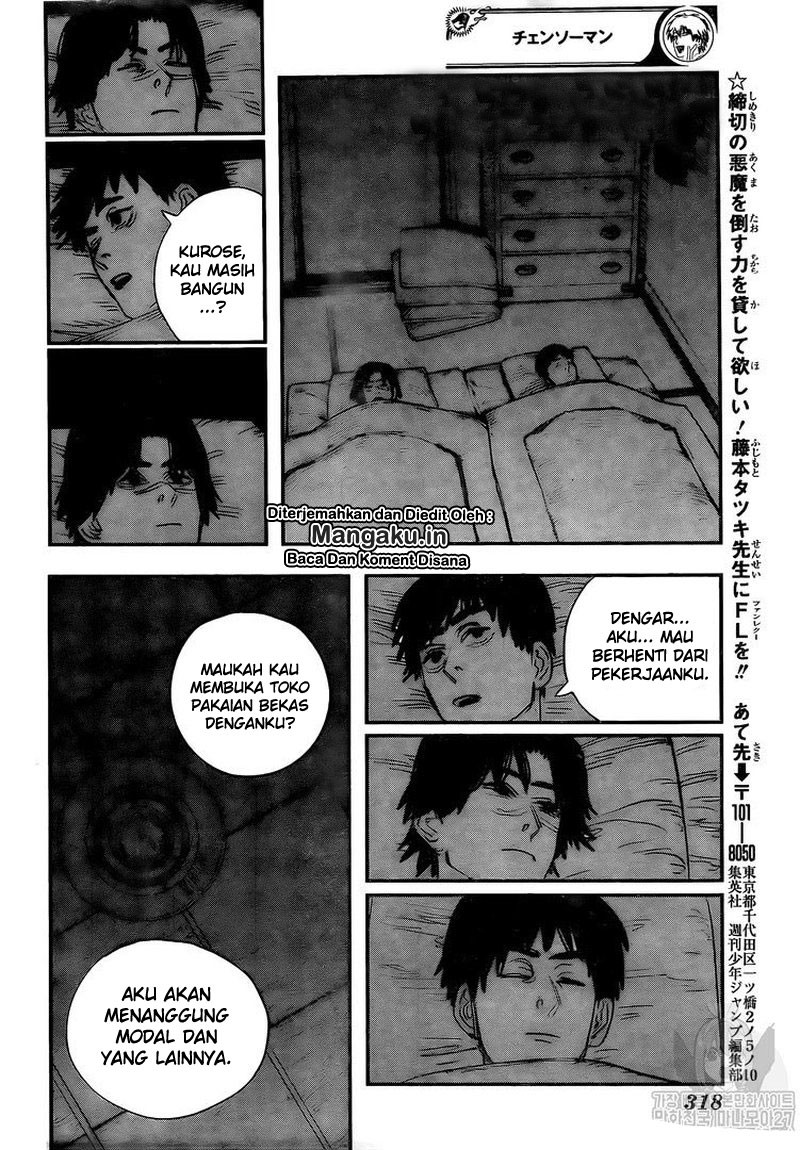 チェンソーマン
☆締切の悪魔を倒す力を貸して欲しい!藤本タツキ先生にFLを!! あて先➡〒101-8050 東京都千代田区一ツ橋2ノ5ノ10
集英社 週刊少年ジャンプ編集部
KUROSE,
KAU MASIH
BANGUN
...?
Diterjemahkan dan Diedit Oleh :
Mangaku.in
Baca Dan Koment Disana
DENGAR...
AKU... MAU
BERHENTI DARI
PEKERJAANKU.
MAUKAH KAU
MEMBUKA TOKO
PAKAIAN BEKAS
DENGANKU?
AKU AKAN
MENANGGUNG
MODAL DAN
YANG LAINNYA.
318